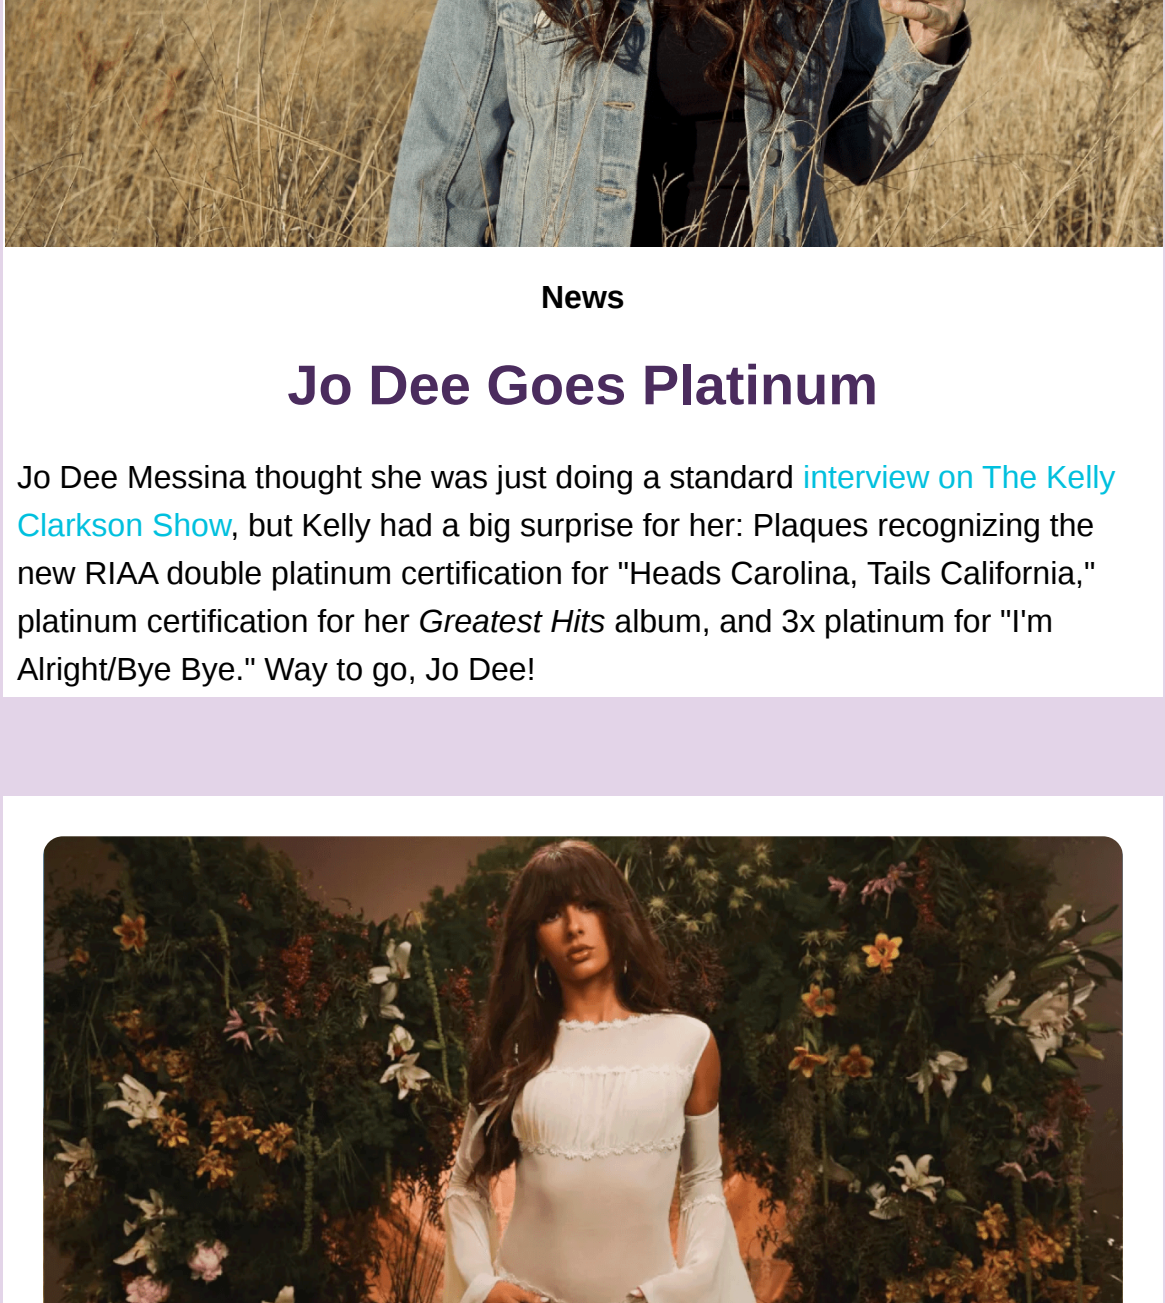 News
Jo Dee Goes Platinum
Jo Dee Messina thought she was just doing a standard interview on The Kelly
Clarkson Show, but Kelly had a big surprise for her: Plaques recognizing the
new RIAA double platinum certification for "Heads Carolina, Tails California,"
platinum certification for her Greatest Hits album, and 3x platinum for "I'm
Alright/Bye Bye." Way to go, Jo Dee!